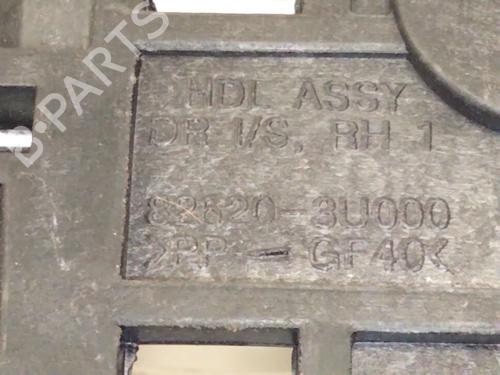 HDL ASSY
DR I/S, RH 1
82620-3U000
>PP - GF40<
B-PARTS